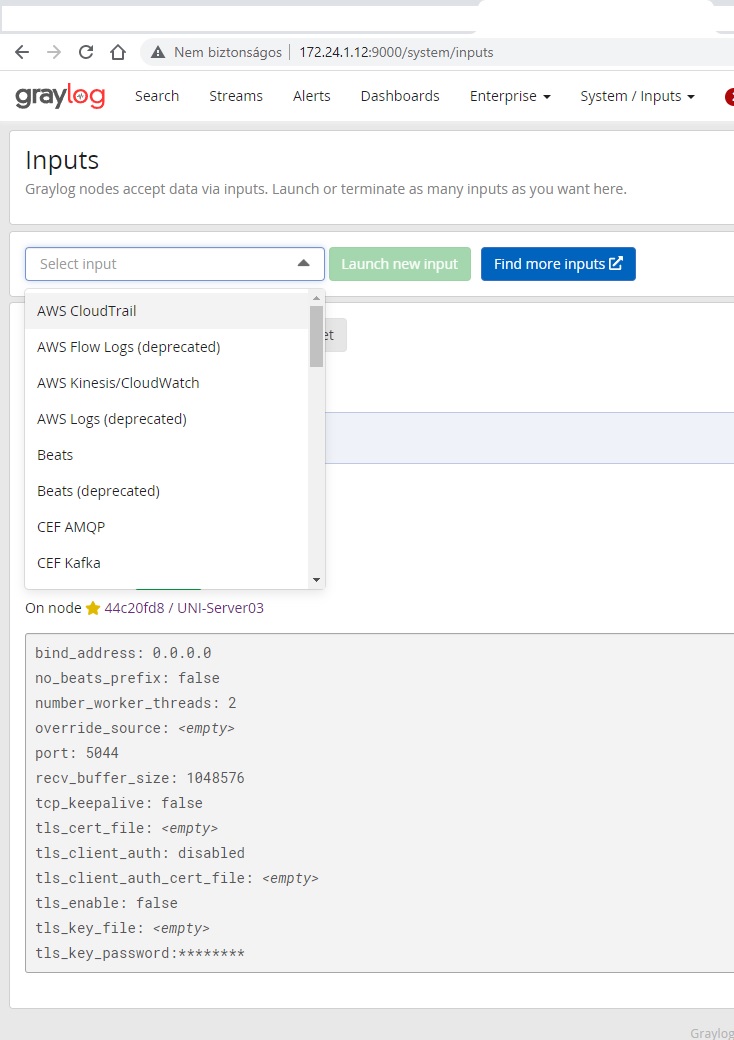 Nem biztonságos 172.24.1.12:9000/system/inputs
graylog Search Streams Alerts Dashboards Enterprise System / Inputs
Inputs
Graylog nodes accept data via inputs. Launch or terminate as many inputs as you want here.
Select input Launch new input Find more inputs
AWS CloudTrail
et
AWS Flow Logs (deprecated)
AWS Kinesis/CloudWatch
AWS Logs (deprecated)
Beats
Beats (deprecated)
CEF AMQP
CEF Kafka
On node 44c20fd8 / UNI-Server03
bind_address: 0.0.0.0
no_beats_prefix: false
number_worker_threads: 2
override_source: <empty>
port: 5044
recv_buffer_size: 1048576
tcp_keepalive: false
tls_cert_file: <empty>
tls_client_auth: disabled
tls_client_auth_cert_file: <empty>
tls_enable: false
tls_key_file: <empty>
tls_key_password:********
Graylog